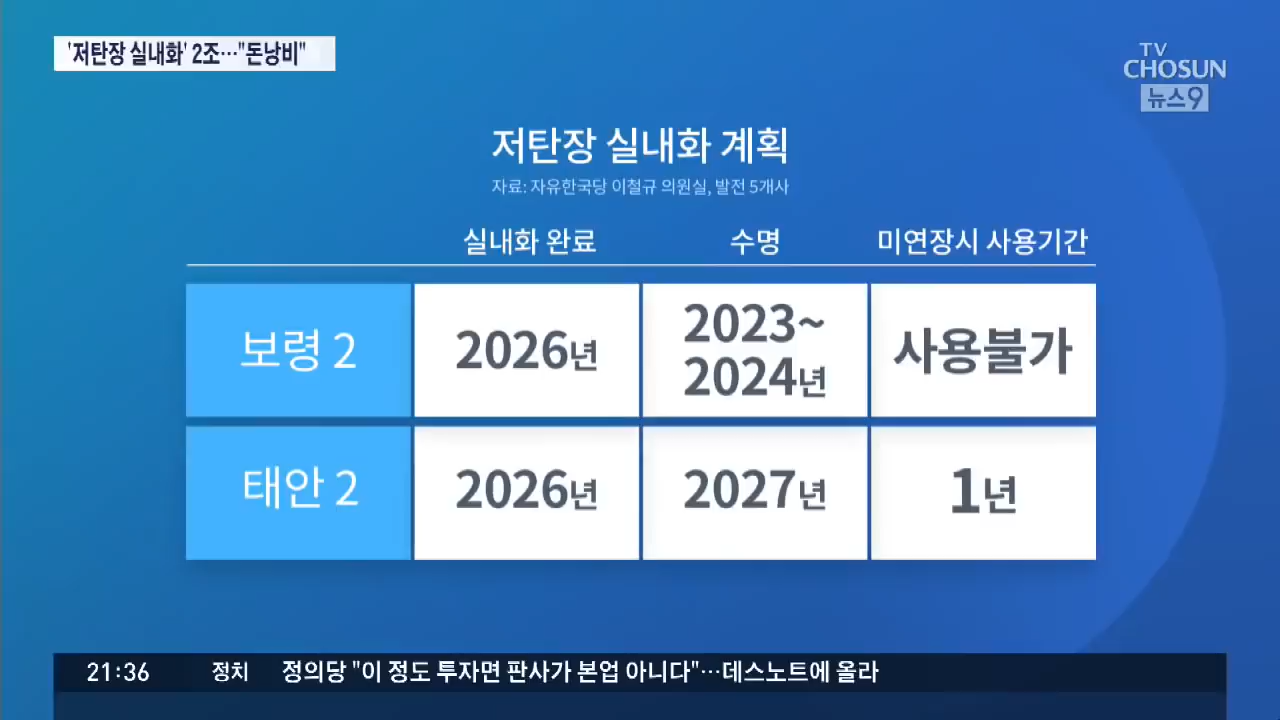 '저탄장 실내화' 2조…"돈낭비"
TV
CHOSUN
뉴스9
저탄장 실내화 계획
자료: 자유한국당 이철규 의원실, 발전 5개사
실내화 완료 수명 미연장시 사용기간
보령 2 2026년 2023~
2024년 사용불가
태안 2 2026년 2027년 1년
21:36 정치 정의당 "이 정도 투자면 판사가 본업 아니다"…데스노트에 올라